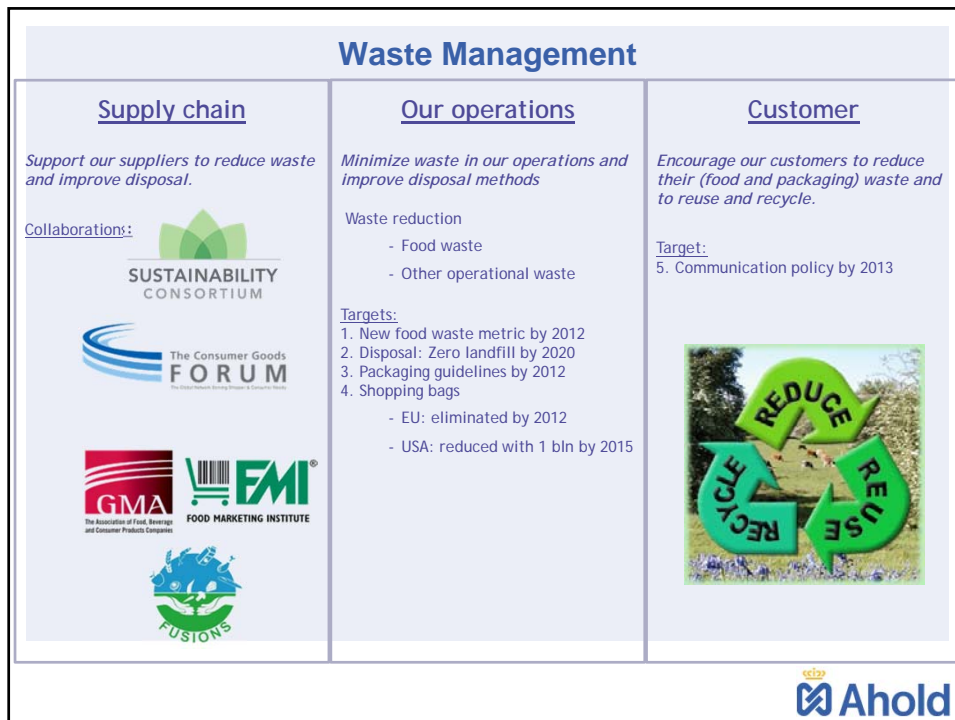 Waste Management
Supply chain
Support our suppliers to reduce waste
and improve disposal.
Collaborations:
SUSTAINABILITY
CONSORTIUM
The Consumer Goods
FORUM
GMA
The Association of Food, Beverage
and Consumer Products Companies
FMI®
FOOD MARKETING INSTITUTE
FUSIONS
Our operations
Minimize waste in our operations and
improve disposal methods
Waste reduction
- Food waste
- Other operational waste
Targets:
1. New food waste metric by 2012
2. Disposal: Zero landfill by 2020
3. Packaging guidelines by 2012
4. Shopping bags
- EU: eliminated by 2012
- USA: reduced with 1 bln by 2015
Customer
Encourage our customers to reduce
their (food and packaging) waste and
to reuse and recycle.
Target:
5. Communication policy by 2013
REDUCE
REUSE
RECYCLE
Ahold